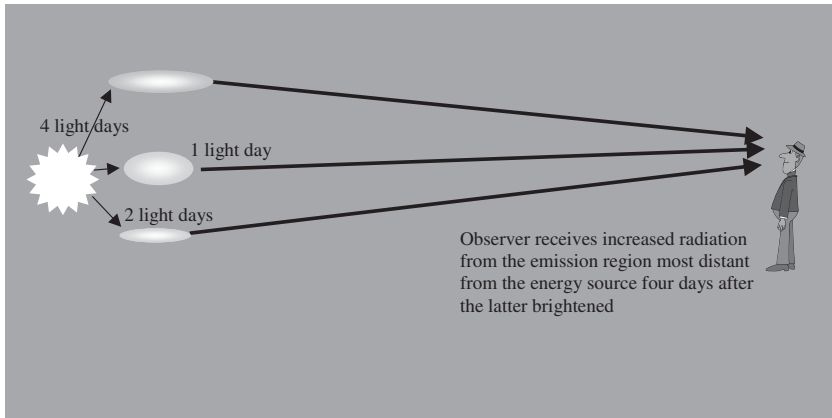 4 light days
1 light day
2 light days
Observer receives increased radiation
from the emission region most distant
from the energy source four days after
the latter brightened